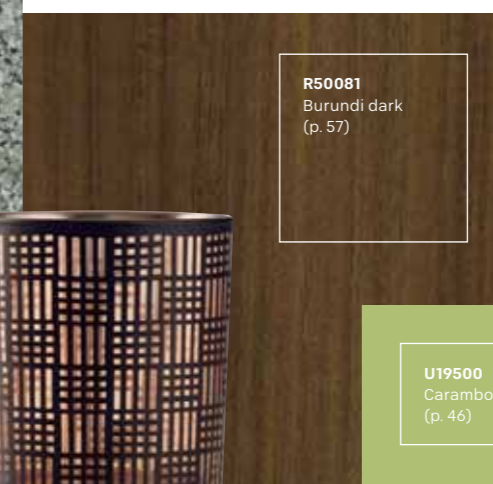 R50081
Burundi dark
(p. 57)
U19500
Carambo
(p. 46)